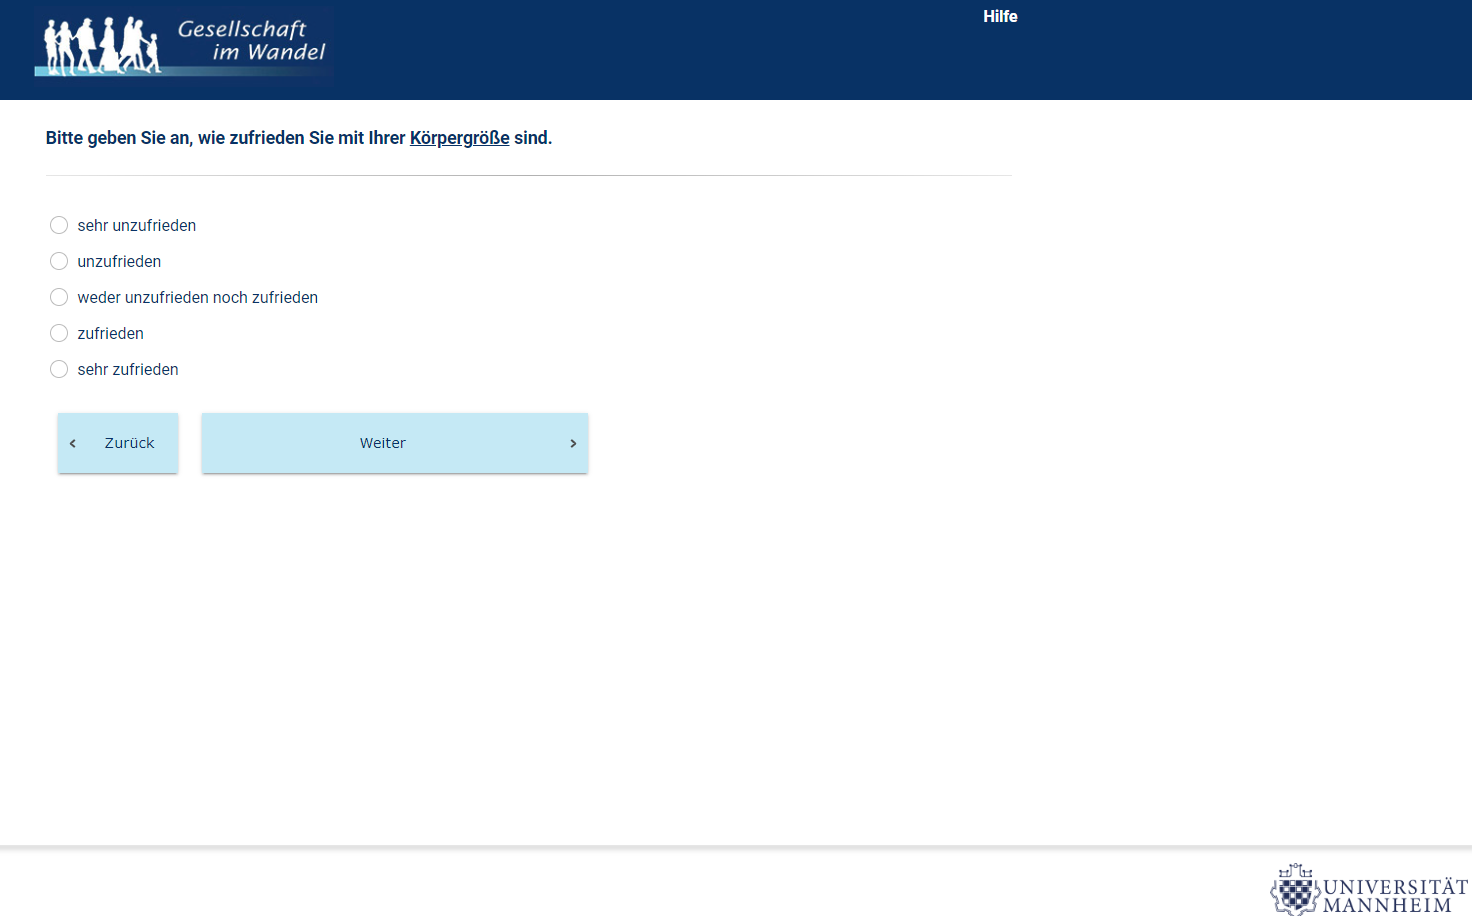 Gesellschaft
im Wandel
Hilfe
Bitte geben Sie an, wie zufrieden Sie mit Ihrer Körpergröße sind.
sehr unzufrieden
unzufrieden
weder unzufrieden noch zufrieden
zufrieden
sehr zufrieden
Zurück
Weiter
UNIVERSITÄT
MANNHEIM